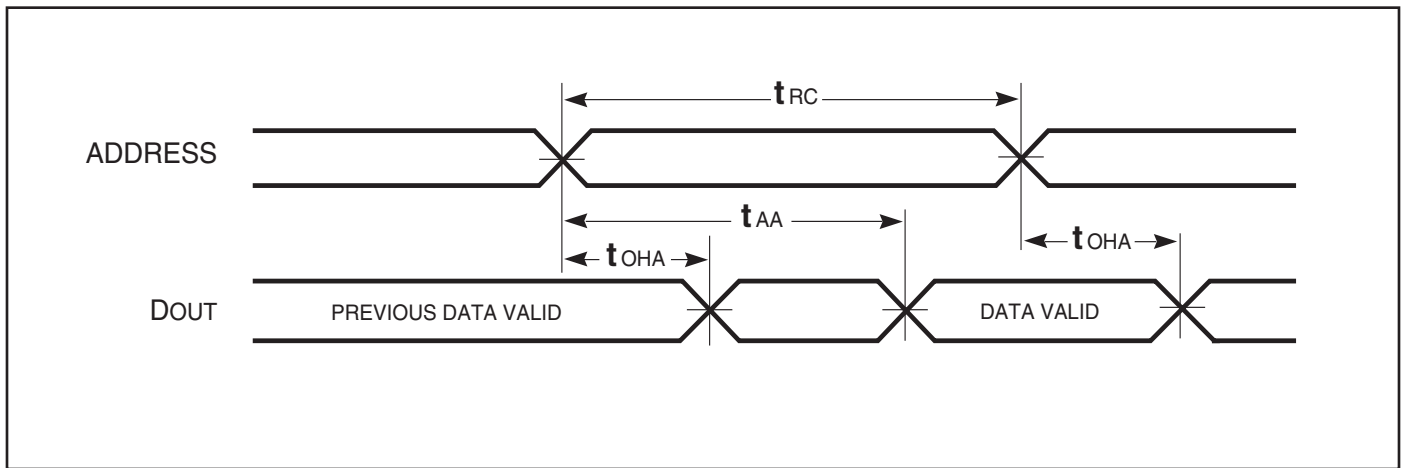 tRC
ADDRESS
tAA
tOHA
tOHA
DOUT
PREVIOUS DATA VALID
DATA VALID